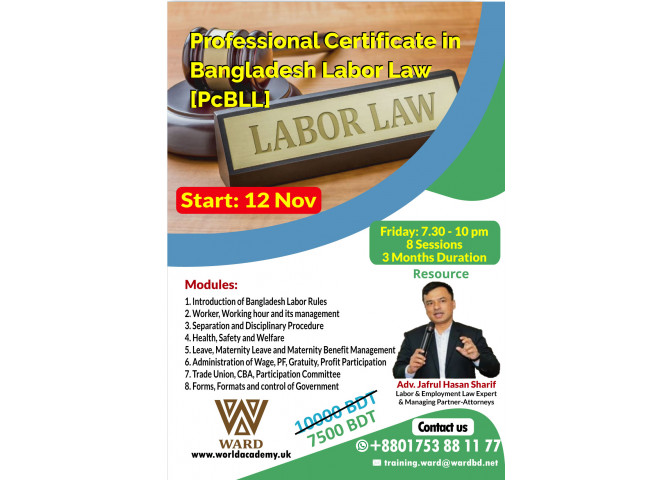 Professional Certificate in
Bangladesh Labor Law
[PcBLL]
LABOR LAW
Start: 12 Nov
Friday: 7.30 - 10 pm
8 Sessions
3 Months Duration
Resource
Modules:
1. Introduction of Bangladesh Labor Rules
2. Worker, Working hour and its management
3. Separation and Disciplinary Procedure
4. Health, Safety and Welfare
5. Leave, Maternity Leave and Maternity Benefit Management
6. Administration of Wage, PF, Gratuity, Profit Participation
7. Trade Union, CBA, Participation Committee
8. Forms, Formats and control of Government
Adv. Jafrul Hasan Sharif
Labor & Employment Law Expert
& Managing Partner-Attorneys
10000 BDT
7500 BDT
WARD
www.worldacademy.uk
Contact us
+8801753 88 11 77
training.ward@wardbd.net